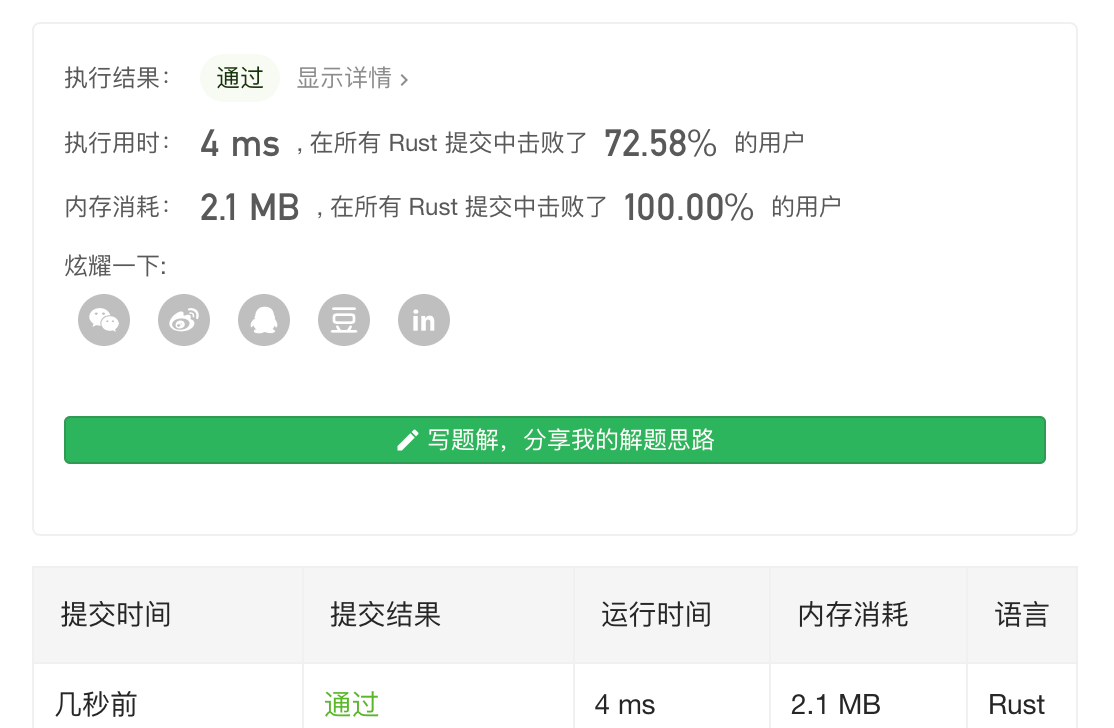 执行结果： 通过 显示详情 ›
执行用时： 4 ms , 在所有 Rust 提交中击败了 72.58% 的用户
内存消耗： 2.1 MB , 在所有 Rust 提交中击败了 100.00% 的用户
炫耀一下:
豆 in
写题解，分享我的解题思路
提交时间 提交结果 运行时间 内存消耗 语言
几秒前 通过 4 ms 2.1 MB Rust